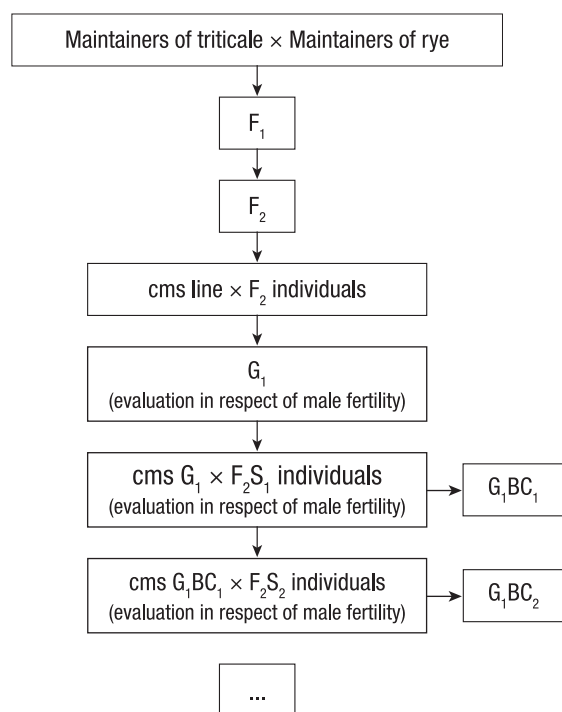 Maintainers of triticale × Maintainers of rye
F₁
F₂
cms line × F₂ individuals
G₁
(evaluation in respect of male fertility)
cms G₁ × F₂S₁ individuals
(evaluation in respect of male fertility)
G₁BC₁
cms G₁BC₁ × F₂S₂ individuals
(evaluation in respect of male fertility)
G₁BC₂
...